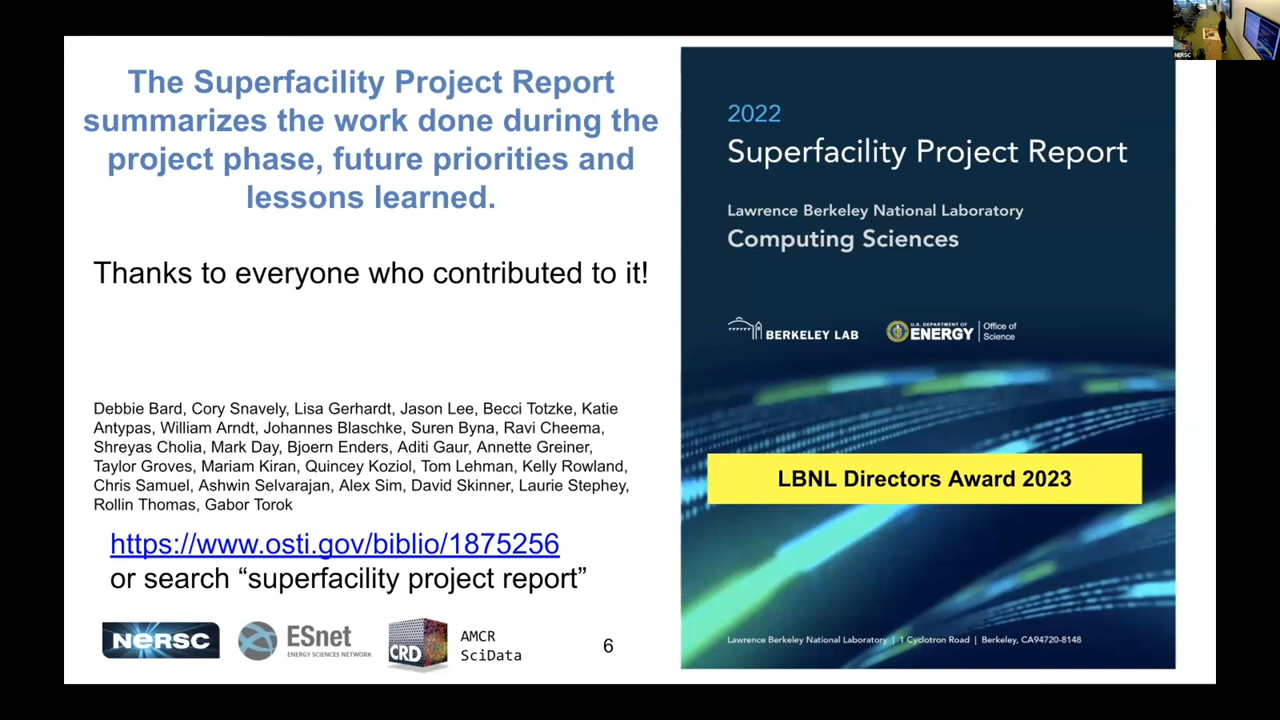 The Superfacility Project Report
summarizes the work done during the
project phase, future priorities and
lessons learned.
Thanks to everyone who contributed to it!
Debbie Bard, Cory Snavely, Lisa Gerhardt, Jason Lee, Becci Totzke, Katie
Antypas, William Arndt, Johannes Blaschke, Suren Byna, Ravi Cheema,
Shreyas Cholia, Mark Day, Bjoern Enders, Aditi Gaur, Annette Greiner,
Taylor Groves, Mariam Kiran, Quincey Koziol, Tom Lehman, Kelly Rowland,
Chris Samuel, Ashwin Selvarajan, Alex Sim, David Skinner, Laurie Stephey,
Rollin Thomas, Gabor Torok
https://www.osti.gov/biblio/1875256
or search “superfacility project report”
NERSC
ESnet
ENERGY SCIENCES NETWORK
CRD
AMCR
SciData
6
2022
Superfacility Project Report
Lawrence Berkeley National Laboratory
Computing Sciences
BERKELEY LAB
U.S. DEPARTMENT OF
ENERGY
Office of
Science
LBNL Directors Award 2023
Lawrence Berkeley National Laboratory | 1 Cyclotron Road | Berkeley, CA94720-8148
NERSC